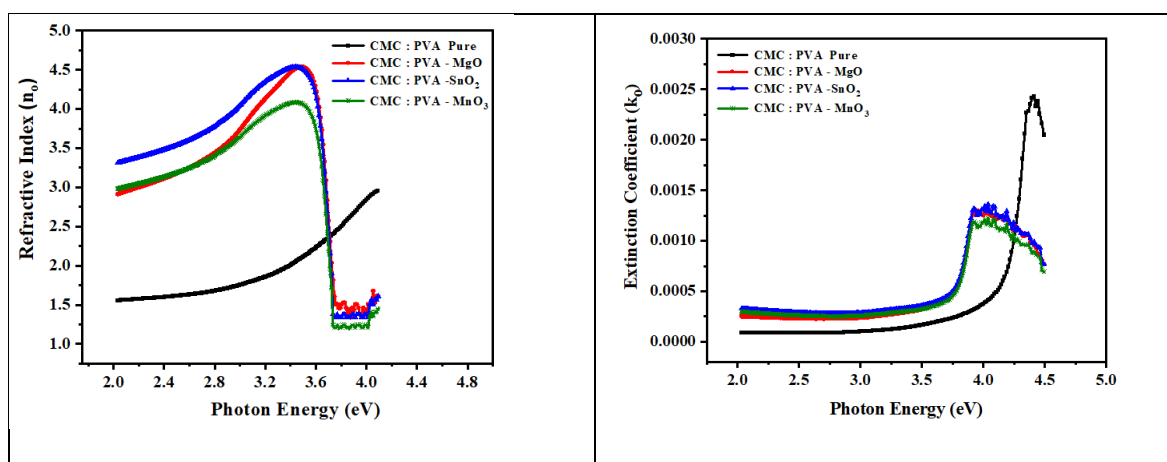 5.0
4.5
4.0
3.5
3.0
2.5
2.0
1.5
1.0
Refractive Index (n₀)
CMC : PVA Pure
CMC : PVA - MgO
CMC : PVA -SnO₂
CMC : PVA - MnO₃
2.0 2.4 2.8 3.2 3.6 4.0 4.8
Photon Energy (eV)
0.0030
0.0025
0.0020
0.0015
0.0010
0.0005
0.0000
Extinction Coefficient (k₀)
CMC : PVA Pure
CMC : PVA - MgO
CMC : PVA -SnO₂
CMC : PVA - MnO₃
2.0 2.5 3.0 3.5 4.0 4.5 5.0
Photon Energy (eV)